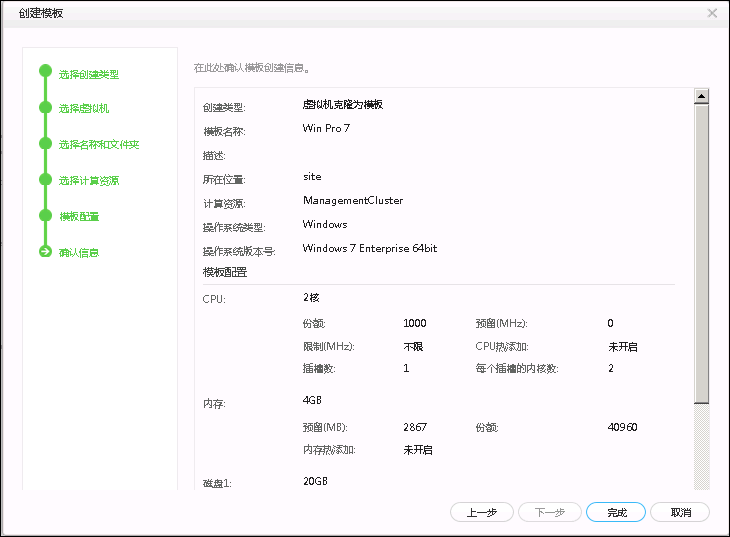 创建模板
选择创建类型
选择虚拟机
选择名称和文件夹
选择计算资源
模板配置
确认信息
在此处确认模板创建信息。
创建类型: 虚拟机克隆为模板
模板名称: Win Pro 7
描述:
所在位置: site
计算资源: ManagementCluster
操作系统类型: Windows
操作系统版本号: Windows 7 Enterprise 64bit
模板配置
CPU: 2核
份额: 1000 预留(MHz): 0
限制(MHz): 不限 CPU热添加: 未开启
插槽数: 1 每个插槽的内核数: 2
内存: 4GB
预留(MB): 2867 份额: 40960
内存热添加: 未开启
磁盘1: 20GB
上一步 下一步 完成 取消